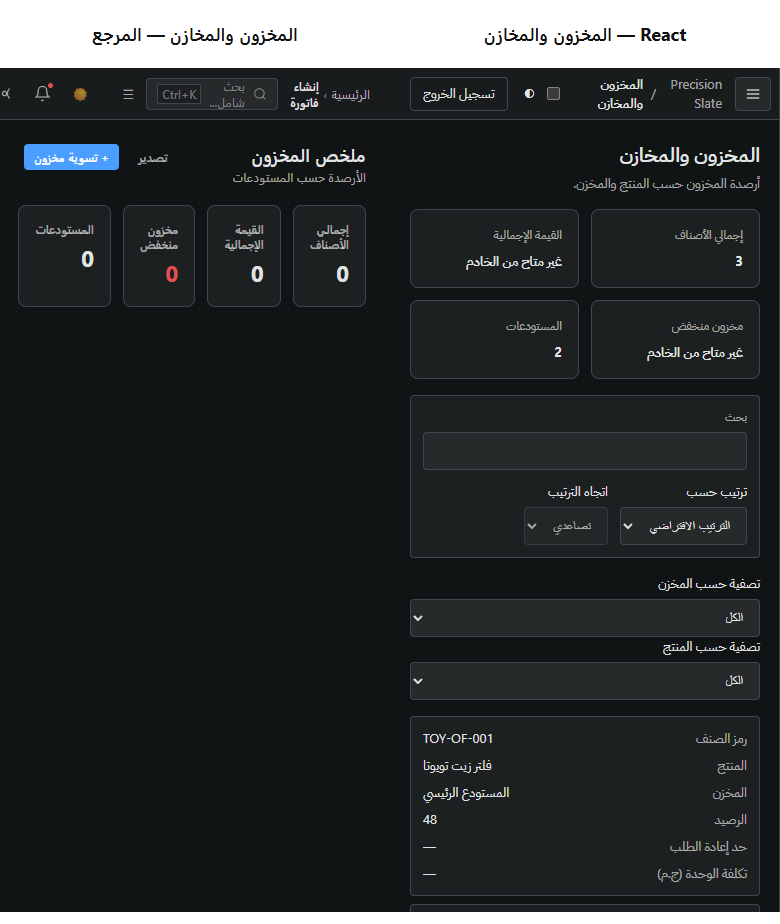 React — المخزون والمخازن
Precision Slate / المخزون والمخازن
تسجيل الخروج
المخزون والمخازن
أرصدة المخزون حسب المنتج والمخزن.
إجمالي الأصناف
3
القيمة الإجمالية
غير متاح من الخادم
مخزون منخفض
غير متاح من الخادم
المستودعات
2
بحث
ترتيب حسب
اتجاه الترتيب
الترتيب الافتراضي
تصاعدي
تصفية حسب المخزن
الكل
تصفية حسب المنتج
الكل
رمز الصنف TOY-OF-001
المنتج فلتر زيت تويوتا
المخزن المستودع الرئيسي
الرصيد 48
حد إعادة الطلب —
تكلفة الوحدة (ج.م) —
المخزون والمخازن — المرجع
الرئيسية › إنشاء فاتورة
بحث شامل... Ctrl+K
ملخص المخزون
الأرصدة حسب المستودعات
تصدير
+ تسوية مخزون
إجمالي الأصناف
0
القيمة الإجمالية
0
مخزون منخفض
0
المستودعات
0